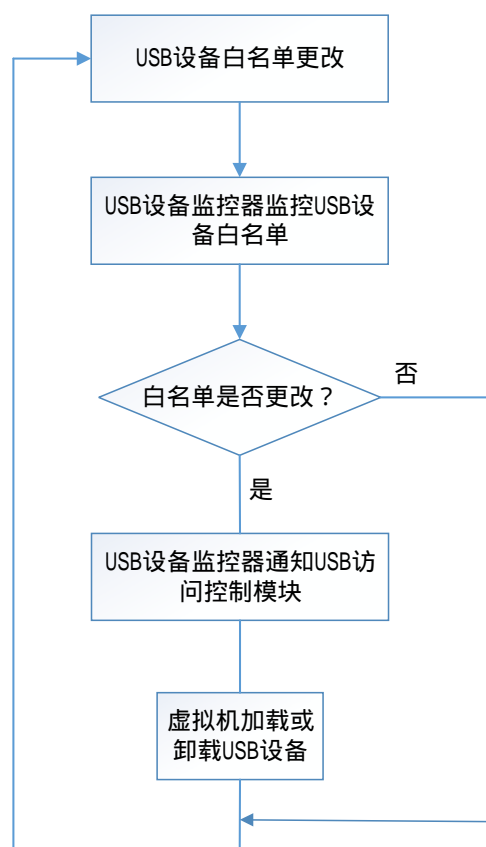 USB设备白名单更改
USB设备监控器监控USB设
备白名单
白名单是否更改？
否
是
USB设备监控器通知USB访
问控制模块
虚拟机加载或
卸载USB设备